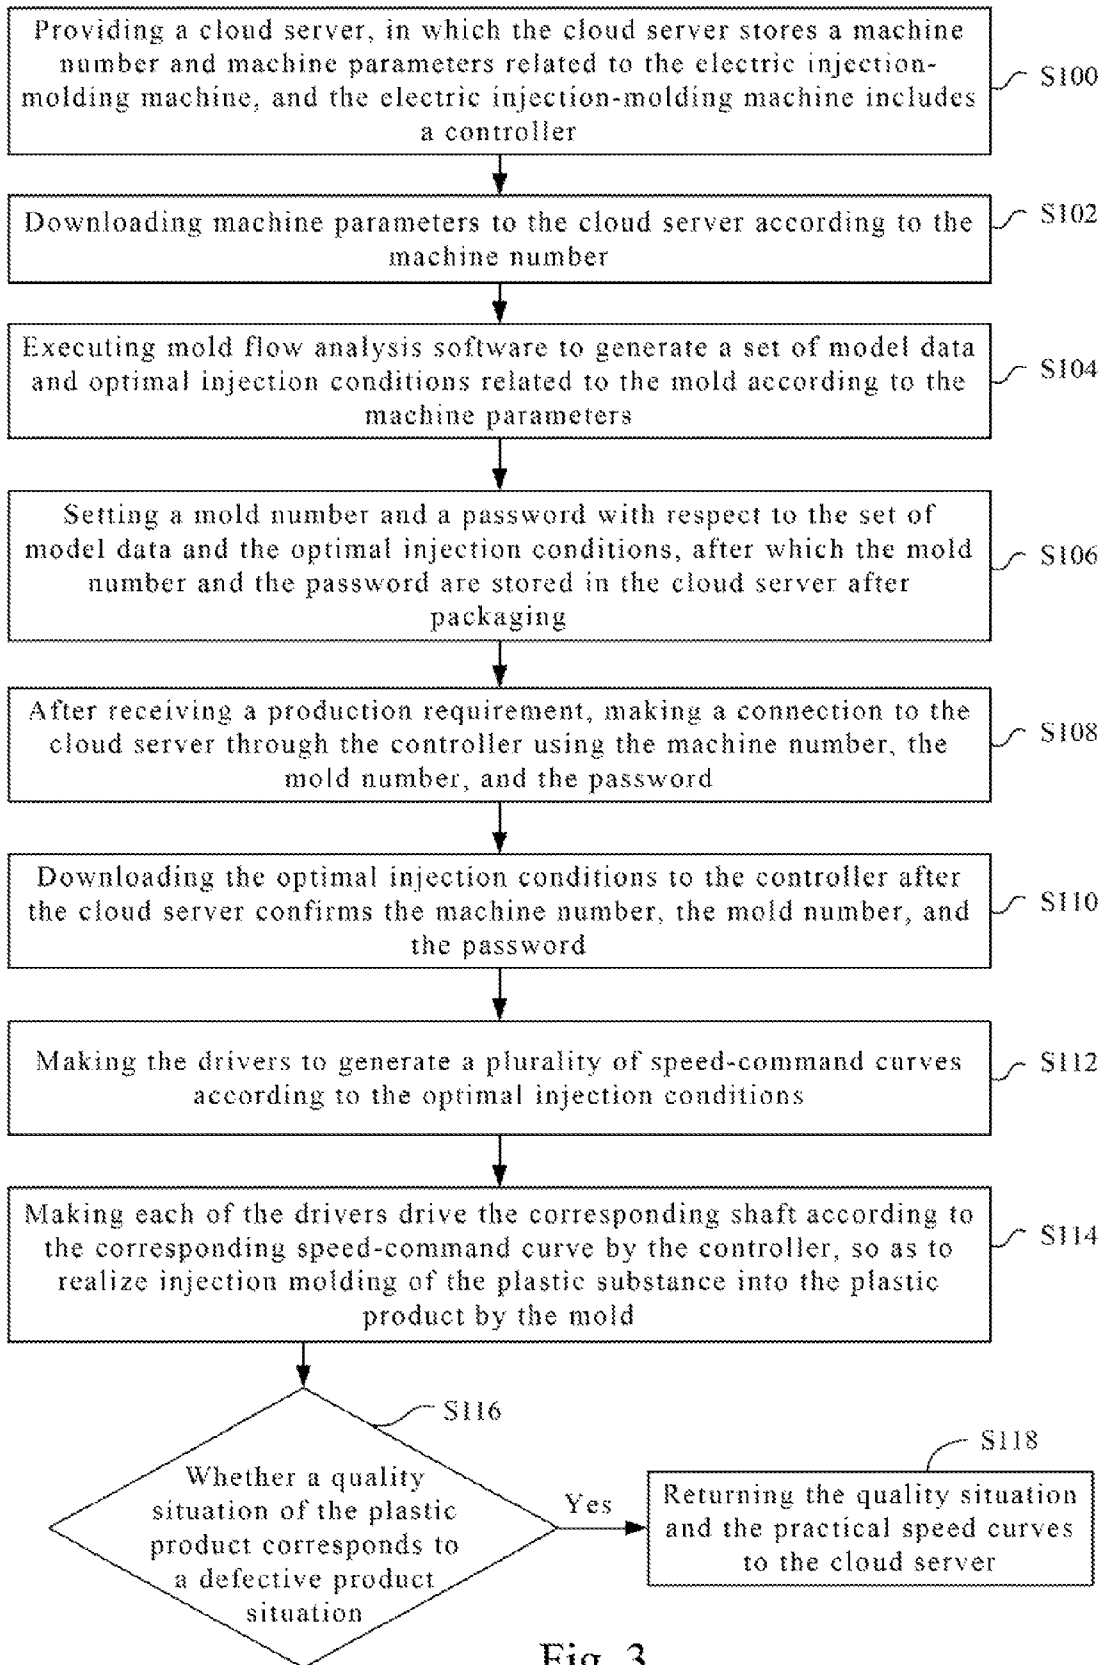 Providing a cloud server, in which the cloud server stores a machine
number and machine parameters related to the electric injection-
molding machine, and the electric injection-molding machine includes
a controller
S100
Downloading machine parameters to the cloud server according to the
machine number
S102
Executing mold flow analysis software to generate a set of model data
and optimal injection conditions related to the mold according to the
machine parameters
S104
Setting a mold number and a password with respect to the set of
model data and the optimal injection conditions, after which the mold
number and the password are stored in the cloud server after
packaging
S106
After receiving a production requirement, making a connection to the
cloud server through the controller using the machine number, the
mold number, and the password
S108
Downloading the optimal injection conditions to the controller after
the cloud server confirms the machine number, the mold number, and
the password
S110
Making the drivers to generate a plurality of speed-command curves
according to the optimal injection conditions
S112
Making each of the drivers drive the corresponding shaft according to
the corresponding speed-command curve by the controller, so as to
realize injection molding of the plastic substance into the plastic
product by the mold
S114
S116
Whether a quality
situation of the plastic
product corresponds to
a defective product
situation
Yes
S118
Returning the quality situation
and the practical speed curves
to the cloud server
Fig. 3